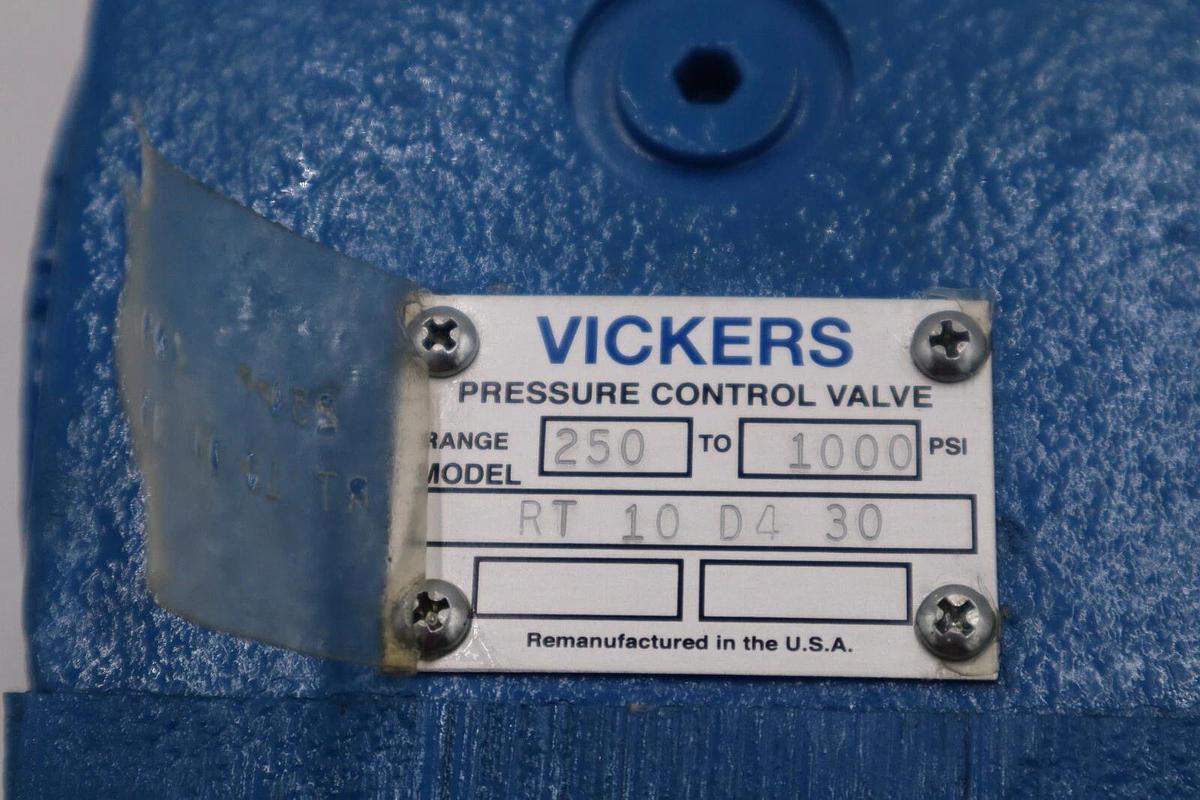 VICKERS
PRESSURE CONTROL VALVE
RANGE 250 TO 1000 PSI
MODEL
RT 10 D4 30
Remanufactured in the U.S.A.